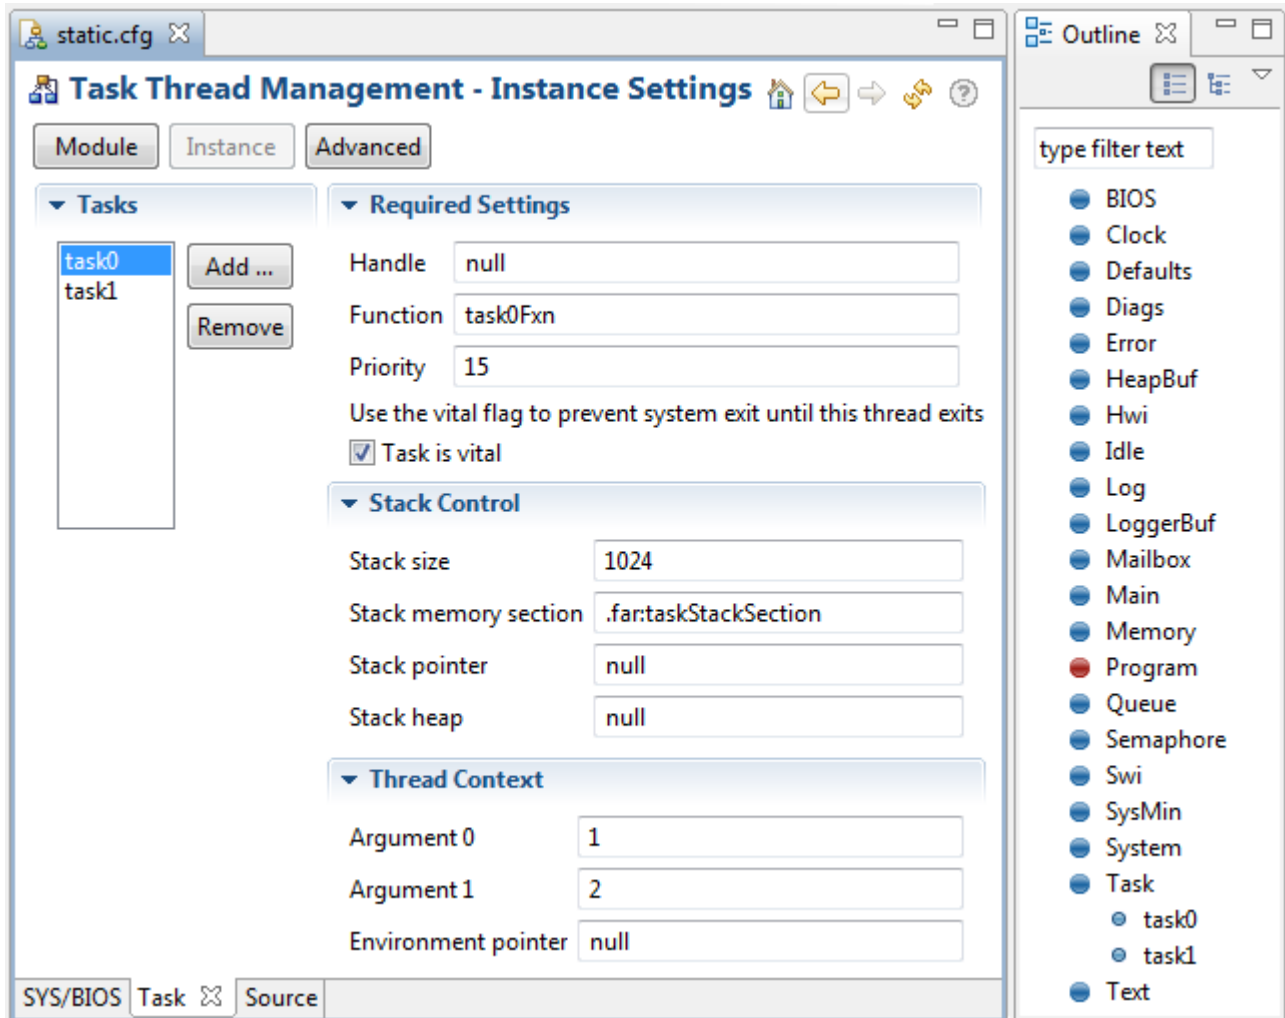 static.cfg
Task Thread Management - Instance Settings
Module Instance Advanced
Tasks
task0
task1
Add ...
Remove
Required Settings
Handle null
Function task0Fxn
Priority 15
Use the vital flag to prevent system exit until this thread exits
Task is vital
Stack Control
Stack size 1024
Stack memory section .far:taskStackSection
Stack pointer null
Stack heap null
Thread Context
Argument 0 1
Argument 1 2
Environment pointer null
SYS/BIOS Task Source
Outline
type filter text
BIOS
Clock
Defaults
Diags
Error
HeapBuf
Hwi
Idle
Log
LoggerBuf
Mailbox
Main
Memory
Program
Queue
Semaphore
Swi
SysMin
System
Task
task0
task1
Text